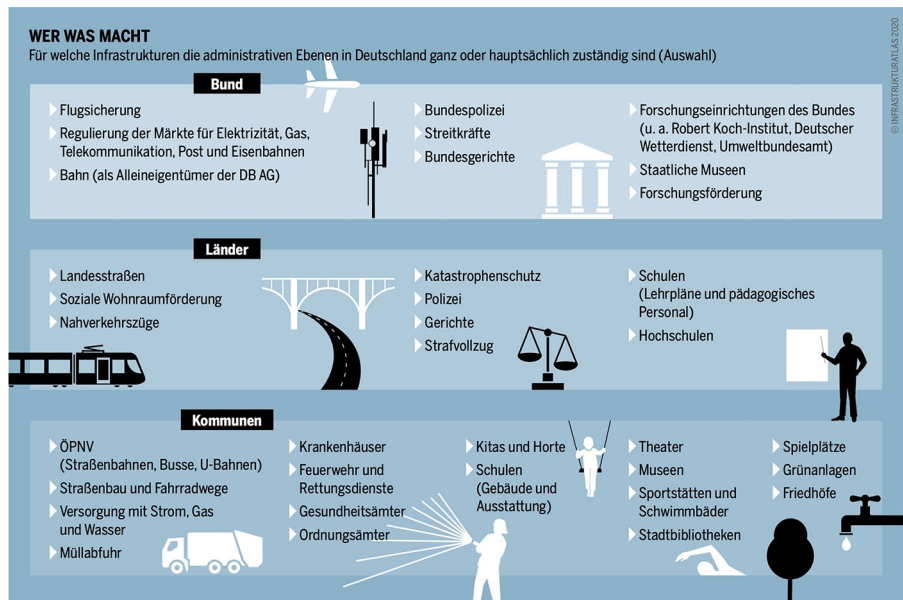 WER WAS MACHT
Für welche Infrastrukturen die administrativen Ebenen in Deutschland ganz oder hauptsächlich zuständig sind (Auswahl)
© INFRASTRUKTURATLAS 2020
Bund
Flugsicherung
Regulierung der Märkte für Elektrizität, Gas,
Telekommunikation, Post und Eisenbahnen
Bahn (als Alleineigentümer der DB AG)
Bundespolizei
Streitkräfte
Bundesgerichte
Forschungseinrichtungen des Bundes
(u. a. Robert Koch-Institut, Deutscher
Wetterdienst, Umweltbundesamt)
Staatliche Museen
Forschungsförderung
Länder
Landesstraßen
Soziale Wohnraumförderung
Nahverkehrszüge
Katastrophenschutz
Polizei
Gerichte
Strafvollzug
Schulen
(Lehrpläne und pädagogisches
Personal)
Hochschulen
Kommunen
ÖPNV
(Straßenbahnen, Busse, U-Bahnen)
Straßenbau und Fahrradwege
Versorgung mit Strom, Gas
und Wasser
Müllabfuhr
Krankenhäuser
Feuerwehr und
Rettungsdienste
Gesundheitsämter
Ordnungsämter
Kitas und Horte
Schulen
(Gebäude und
Ausstattung)
Theater
Museen
Sportstätten und
Schwimmbäder
Stadtbibliotheken
Spielplätze
Grünanlagen
Friedhöfe